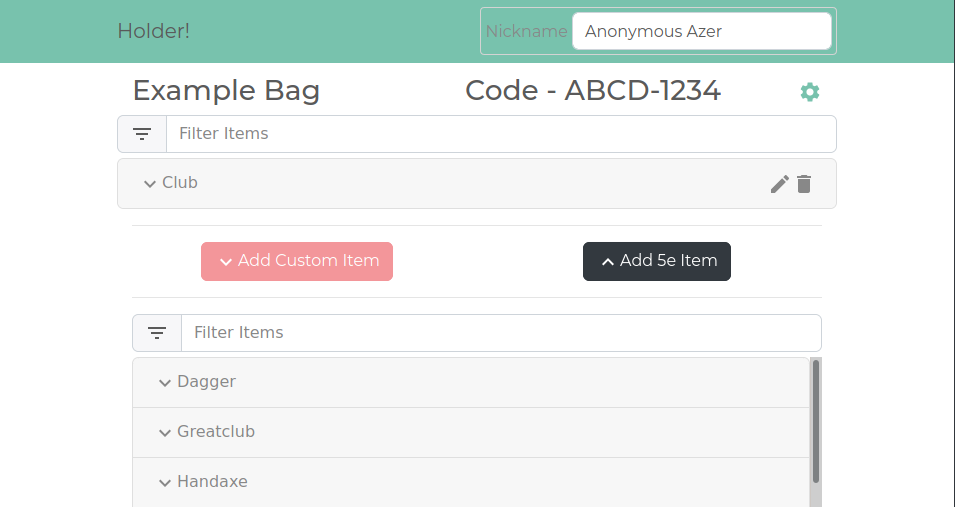 Holder!
Nickname Anonymous Azer
Example Bag
Code - ABCD-1234
Filter Items
Club
Add Custom Item
Add 5e Item
Filter Items
Dagger
Greatclub
Handaxe